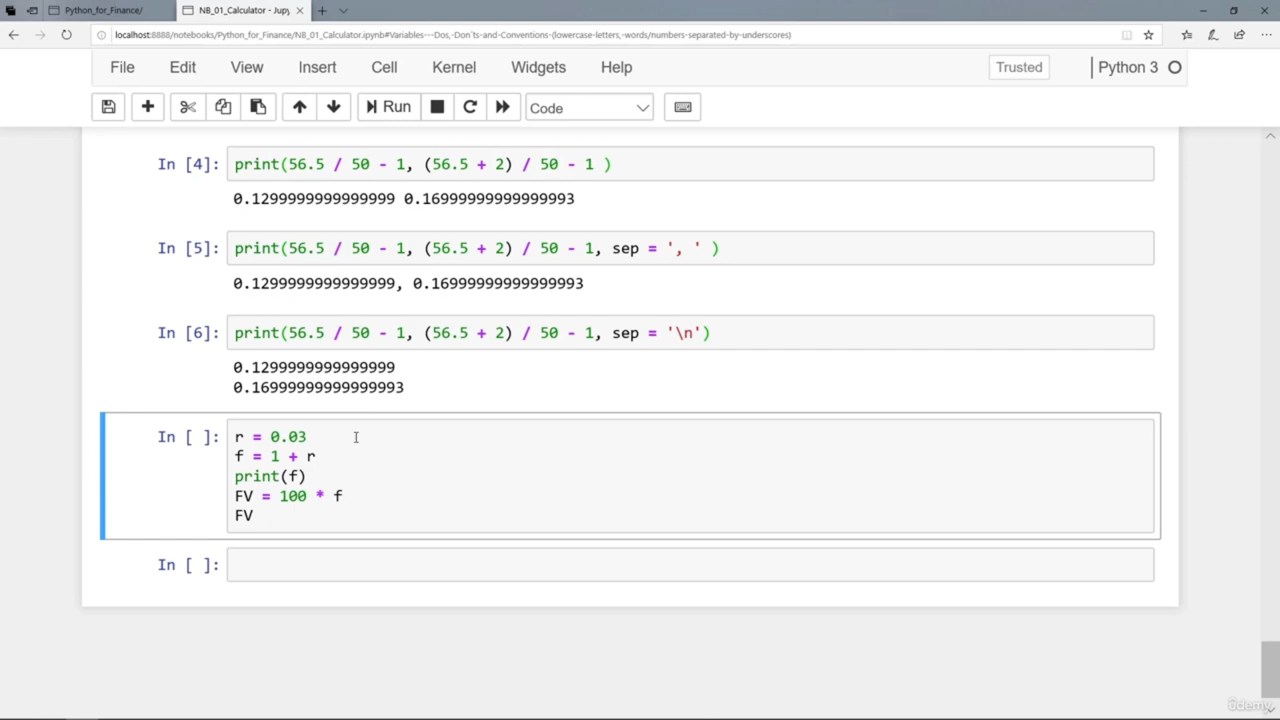 Python_for_Finance/
NB_01_Calculator - Jupy
localhost:8888/notebooks/Python_for_Finance/NB_01_Calculator.ipynb#Variables---Dos,-Don´ts-and-Conventions-(lowercase-letters,-words/numbers-separated-by-underscores)
File Edit View Insert Cell Kernel Widgets Help Trusted Python 3
Run Code
In [4]: print(56.5 / 50 - 1, (56.5 + 2) / 50 - 1 )
0.1299999999999999 0.16999999999999993
In [5]: print(56.5 / 50 - 1, (56.5 + 2) / 50 - 1, sep = ', ' )
0.1299999999999999, 0.16999999999999993
In [6]: print(56.5 / 50 - 1, (56.5 + 2) / 50 - 1, sep = '\n')
0.1299999999999999
0.16999999999999993
In [ ]: r = 0.03
f = 1 + r
print(f)
FV = 100 * f
FV
In [ ]:
ûdemy